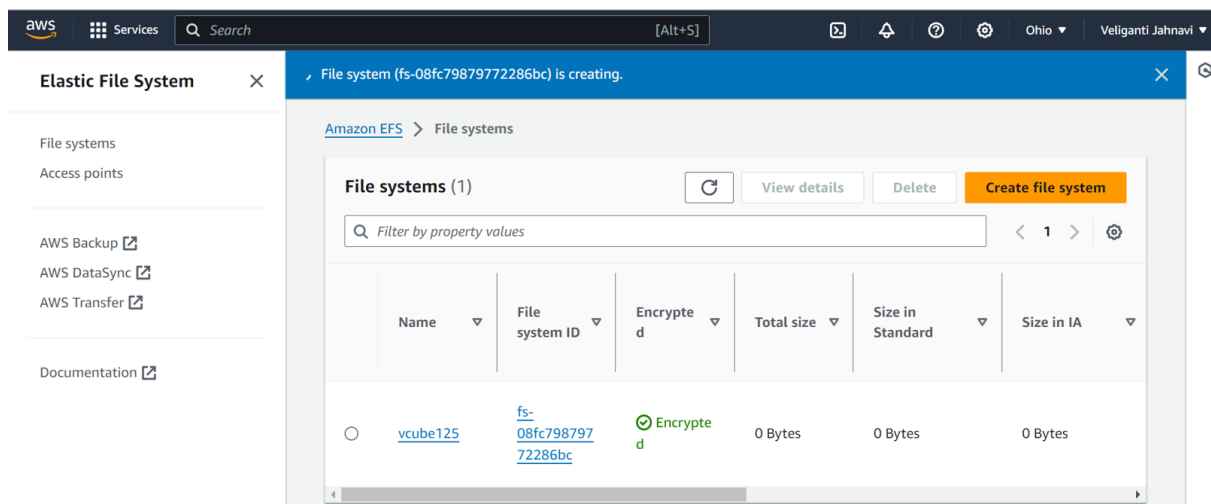 aws Services Search [Alt+S] Ohio Veliganti Jahnavi
Elastic File System
File systems
Access points
AWS Backup
AWS DataSync
AWS Transfer
Documentation
File system (fs-08fc79879772286bc) is creating.
Amazon EFS > File systems
File systems (1) View details Delete Create file system
Filter by property values 1
Name
File
system ID
Encrypte
d
Total size
Size in
Standard
Size in IA
vcube125
fs-
08fc798797
72286bc
Encrypte
d
0 Bytes
0 Bytes
0 Bytes